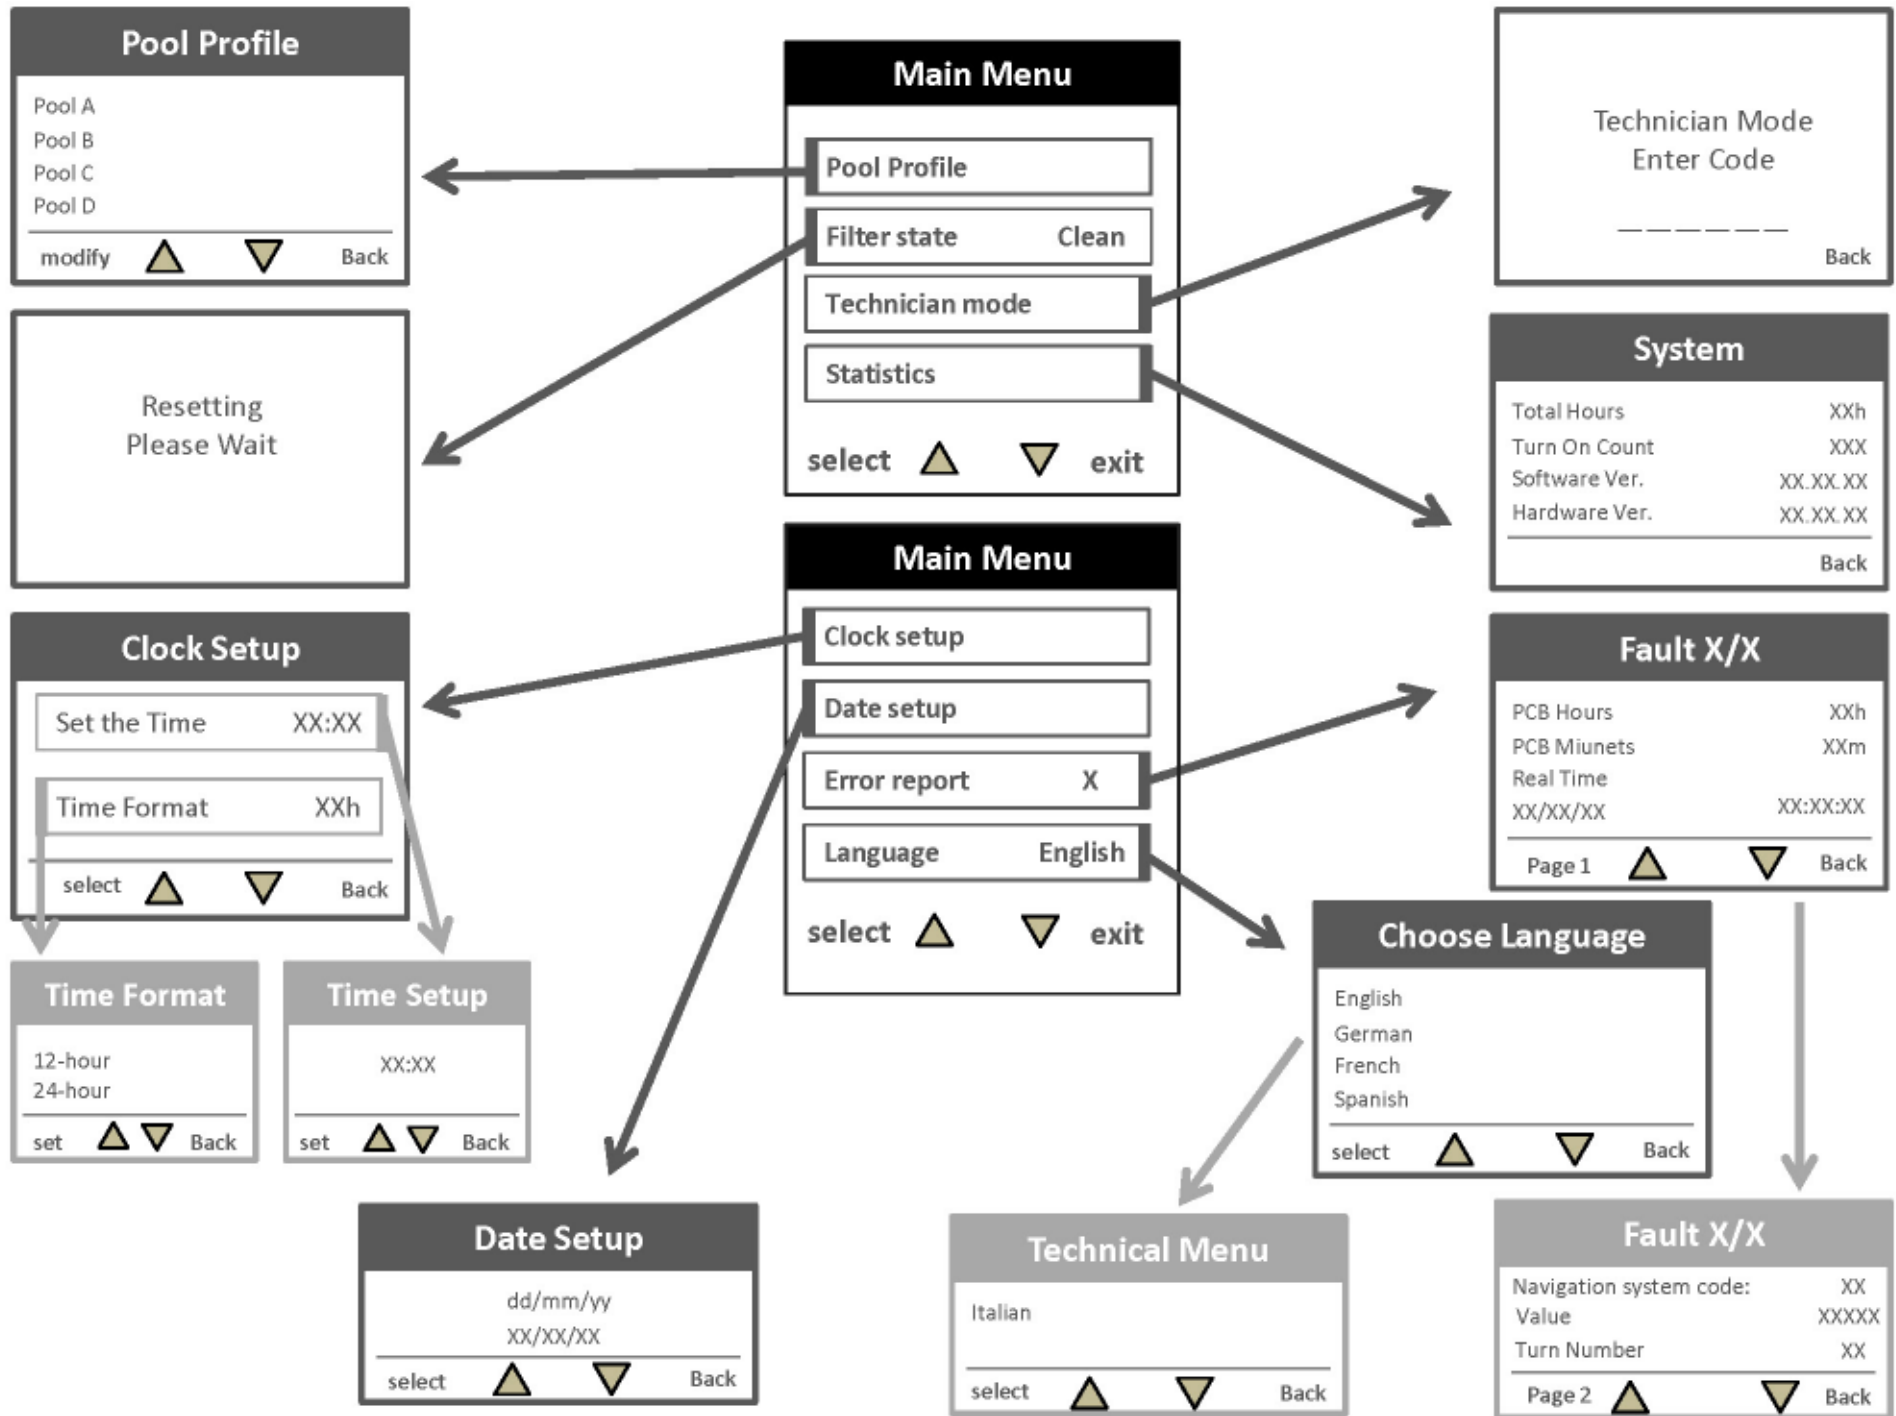 Pool Profile
Pool A
Pool B
Pool C
Pool D
modify Back
Main Menu
Pool Profile
Filter state Clean
Technician mode
Statistics
select exit
Technician Mode
Enter Code
_ _ _ _ _ _
Back
Resetting
Please Wait
System
Total Hours XXh
Turn On Count XXX
Software Ver. XX.XX.XX
Hardware Ver. XX.XX.XX
Back
Main Menu
Clock setup
Date setup
Error report X
Language English
select exit
Clock Setup
Set the Time XX:XX
Time Format XXh
select Back
Fault X/X
PCB Hours XXh
PCB Miunets XXm
Real Time
XX/XX/XX XX:XX:XX
Page 1 Back
Time Format
12-hour
24-hour
set Back
Time Setup
XX:XX
set Back
Choose Language
English
German
French
Spanish
select Back
Date Setup
dd/mm/yy
XX/XX/XX
select Back
Technical Menu
Italian
select Back
Fault X/X
Navigation system code: XX
Value XXXXX
Turn Number XX
Page 2 Back